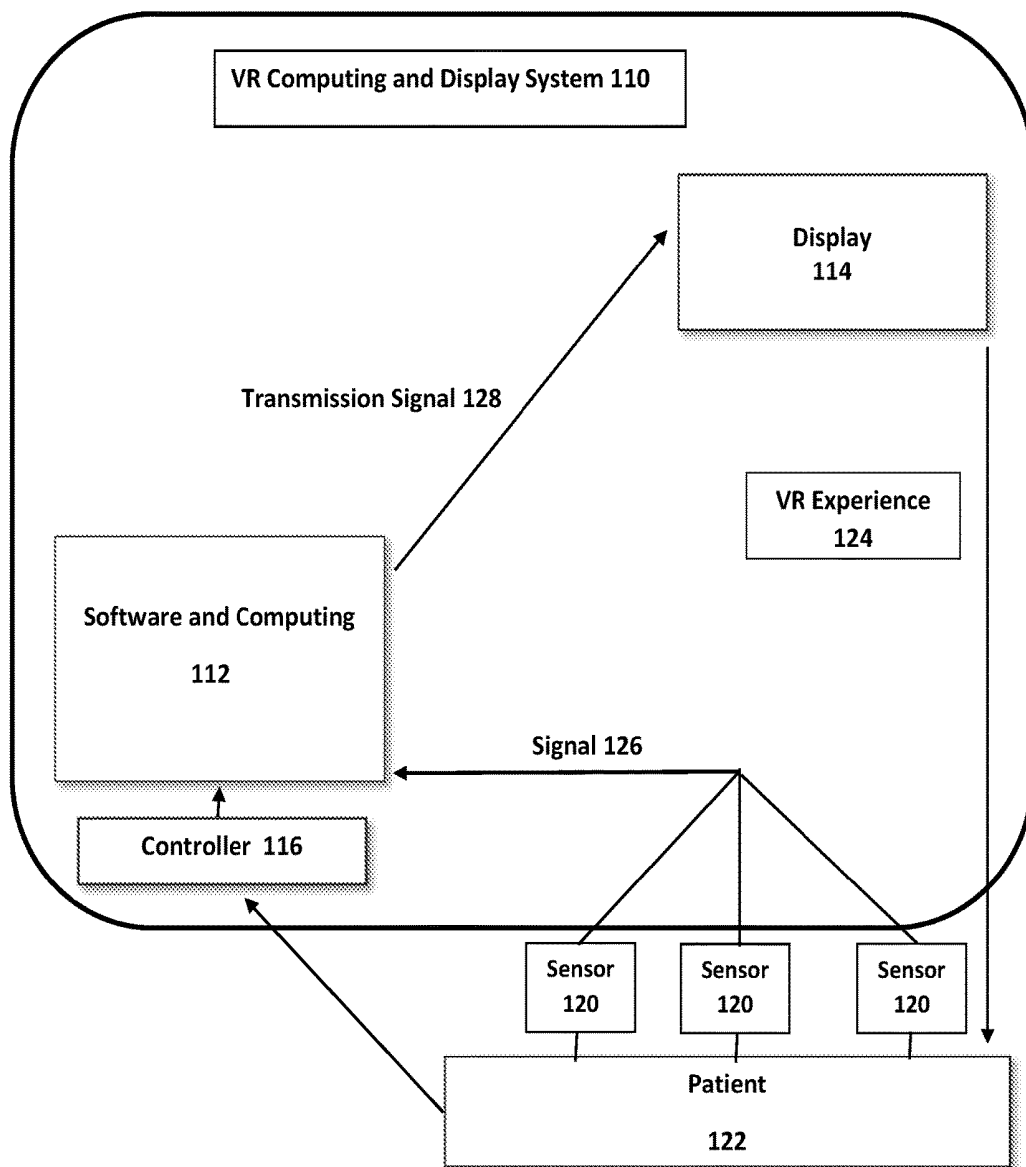 VR Computing and Display System 110
Display
114
Transmission Signal 128
VR Experience
124
Software and Computing
112
Signal 126
Controller 116
Sensor
120
Sensor
120
Sensor
120
Patient
122